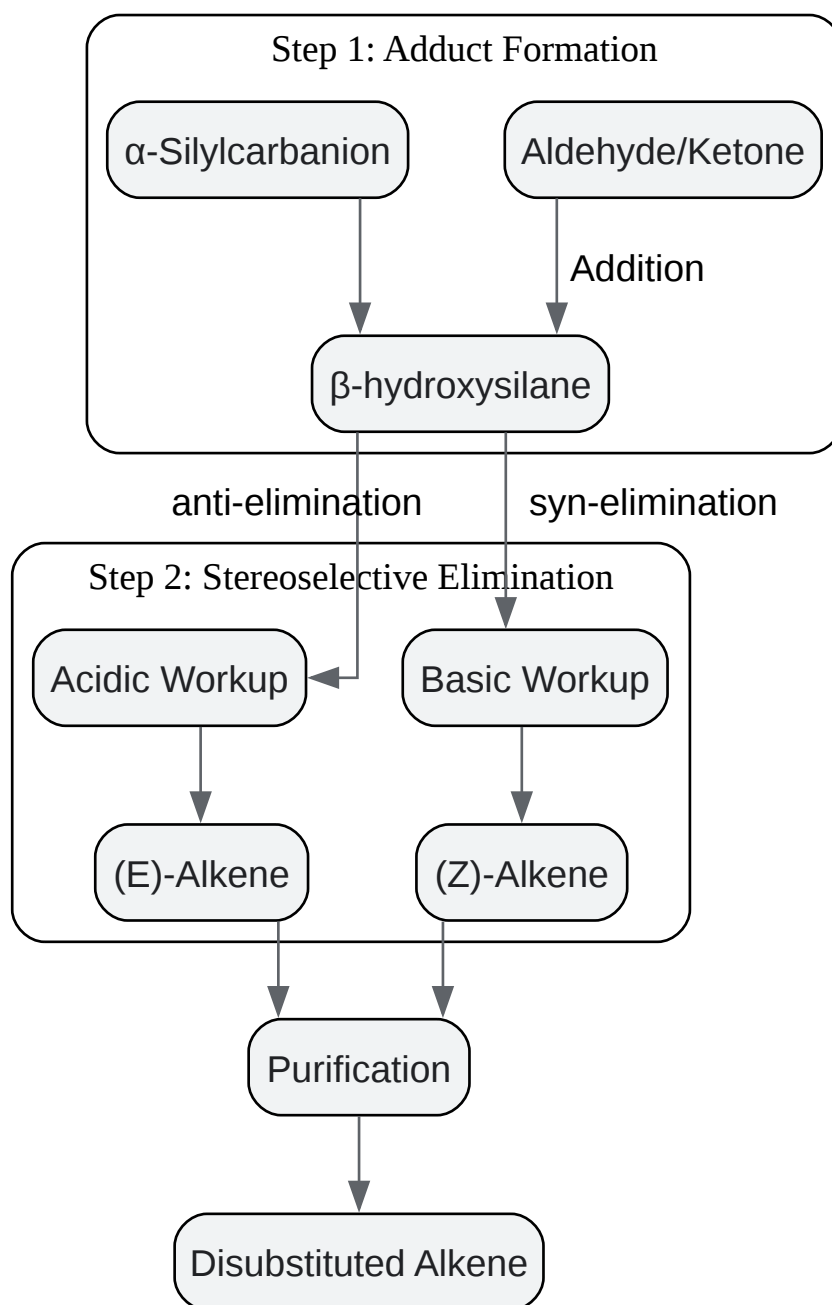 Step 1: Adduct Formation
α-Silylcarbanion
Aldehyde/Ketone
Addition
β-hydroxysilane
anti-elimination
syn-elimination
Step 2: Stereoselective Elimination
Acidic Workup
Basic Workup
(E)-Alkene
(Z)-Alkene
Purification
Disubstituted Alkene